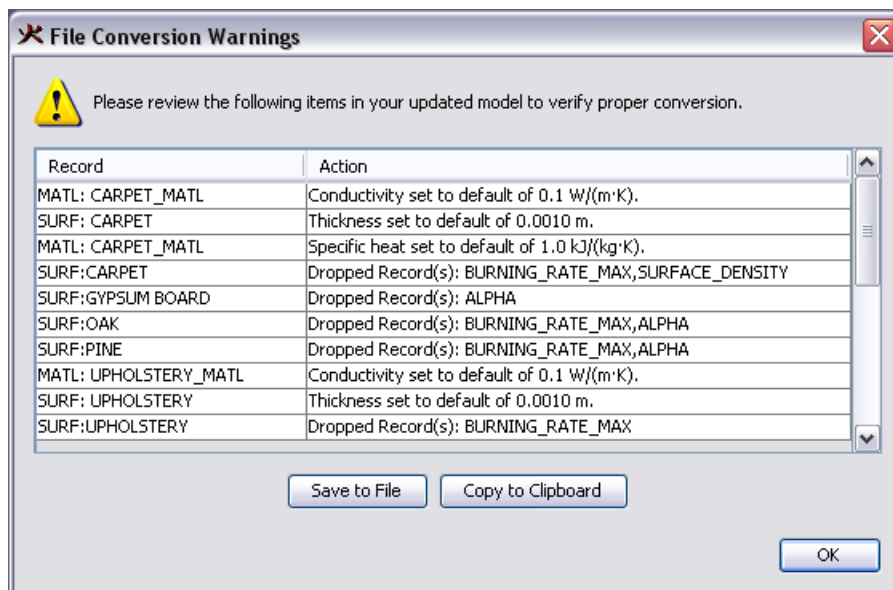 File Conversion Warnings
Please review the following items in your updated model to verify proper conversion.
Record Action
MATL: CARPET_MATL Conductivity set to default of 0.1 W/(m·K).
SURF: CARPET Thickness set to default of 0.0010 m.
MATL: CARPET_MATL Specific heat set to default of 1.0 kJ/(kg·K).
SURF:CARPET Dropped Record(s): BURNING_RATE_MAX,SURFACE_DENSITY
SURF:GYPSUM BOARD Dropped Record(s): ALPHA
SURF:OAK Dropped Record(s): BURNING_RATE_MAX,ALPHA
SURF:PINE Dropped Record(s): BURNING_RATE_MAX,ALPHA
MATL: UPHOLSTERY_MATL Conductivity set to default of 0.1 W/(m·K).
SURF: UPHOLSTERY Thickness set to default of 0.0010 m.
SURF:UPHOLSTERY Dropped Record(s): BURNING_RATE_MAX
Save to File Copy to Clipboard
OK